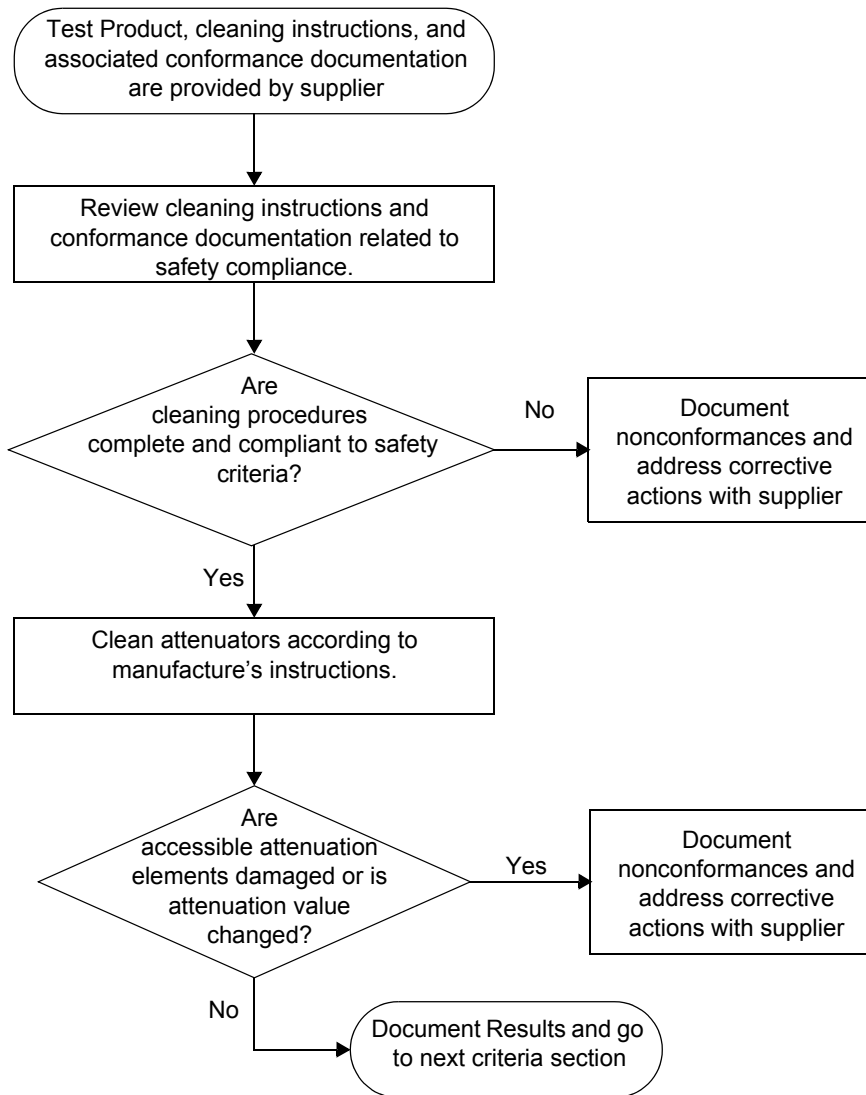 Test Product, cleaning instructions, and
associated conformance documentation
are provided by supplier
Review cleaning instructions and
conformance documentation related to
safety compliance.
Are
cleaning procedures
complete and compliant to safety
criteria?
No
Document
nonconformances and
address corrective
actions with supplier
Yes
Clean attenuators according to
manufacture's instructions.
Are
accessible attenuation
elements damaged or is
attenuation value
changed?
Yes
Document
nonconformances and
address corrective
actions with supplier
No
Document Results and go
to next criteria section